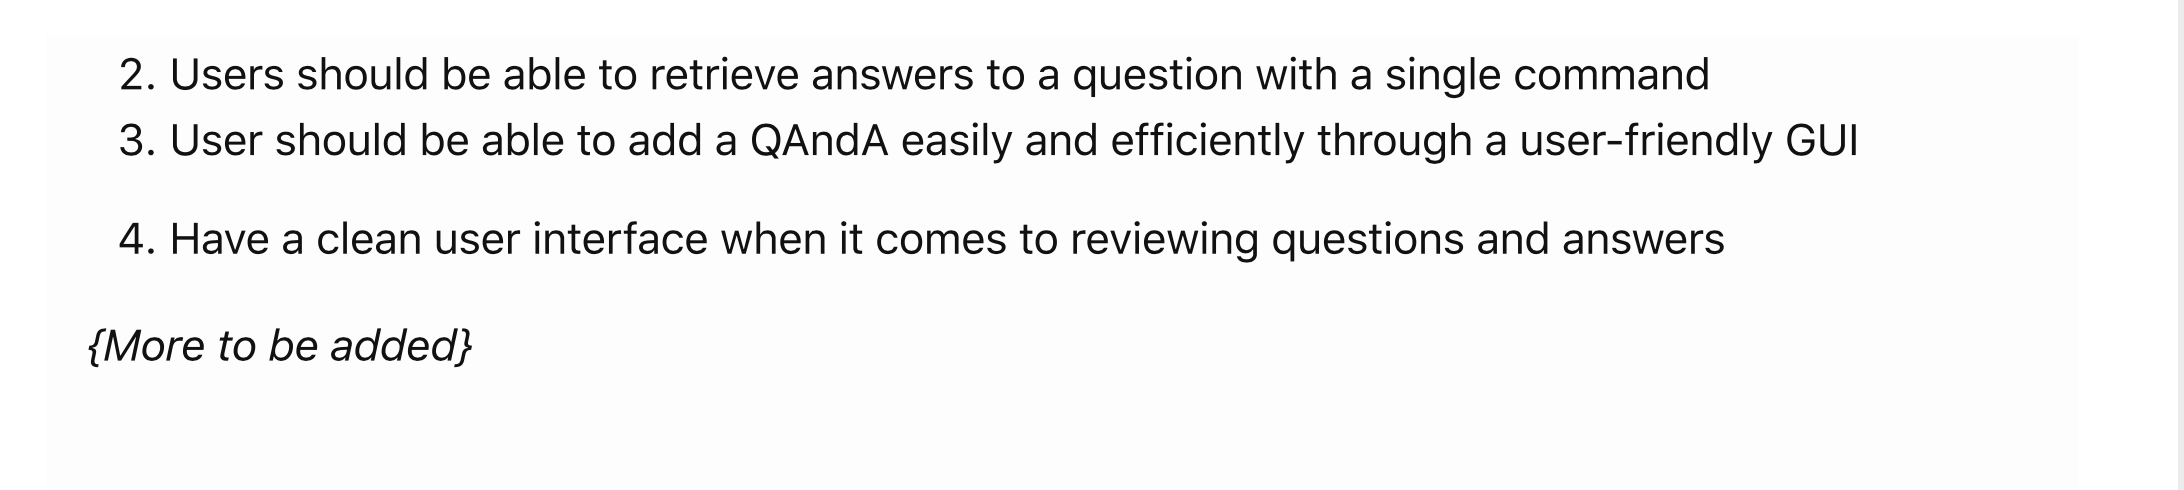 2. Users should be able to retrieve answers to a question with a single command
3. User should be able to add a QAndA easily and efficiently through a user-friendly GUI
4. Have a clean user interface when it comes to reviewing questions and answers
{More to be added}